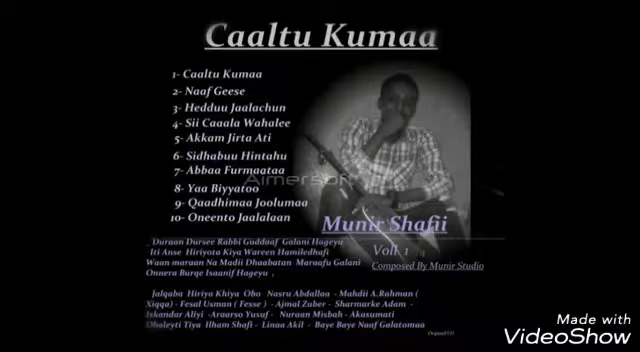 Caaltu Kumaa
1- Caaltu Kumaa
2- Naaf Geese
3- Hedduu Jaalachun
4- Sii Caaala Wahalee
5- Akkam Jirta Ati
6- Sidhabuu Hintahu
7- Abbaa Furmaataa
8- Yaa Biyyatoo
9- Qaadhimaa Joolumaa
10- Oneento Jaalalaan
Aimersoft
Munir Shafii
Voll 1
Composed By Munir Studio
_ Duraan Dursee Rabbi Guddaaf Galani Hageyu
Iti Anse Hiriyota Kiya Wareen Hamiledhafi
Waan maraan Na Madii Dhaabatan Maraafu Galani
Onnera Burqe Isaanif Hageyu ,
Jalqaba Hiriya Khiya Obo Nasru Abdallaa - Mahdii A.Rahman (
Xiqqa) - Fesal Usman ( Fesse ) - Ajmal Zuber - Sharmarke Adam -
Iskandar Aliyi -Araarso Yusuf - Nuraan Misbah - Akasumati
Obaleyti Tiya Ilham Shafi - Linaa Akil - Baye Baye Naaf Galatomaa
Orginal CD
Made with
VideoShow